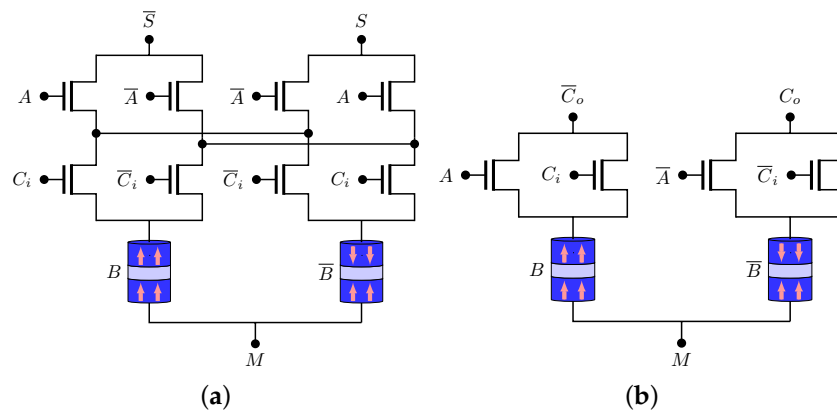 S̅ S
A A̅ A̅ A
C̅ₒ Cₒ
Cᵢ C̅ᵢ C̅ᵢ Cᵢ
A Cᵢ A̅ C̅ᵢ
B B̅
B B̅
M
M
(a) (b)